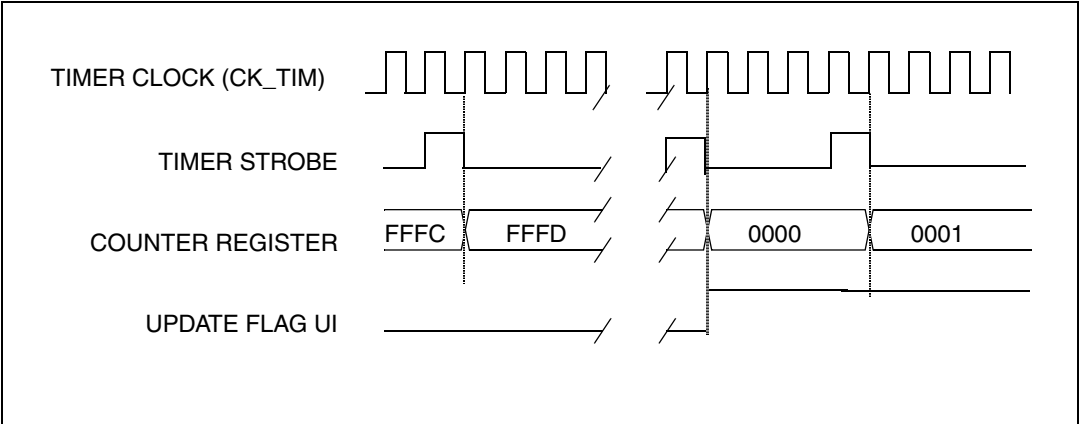 TIMER CLOCK (CK_TIM)
TIMER STROBE
COUNTER REGISTER FFFC FFFD 0000 0001
UPDATE FLAG UI